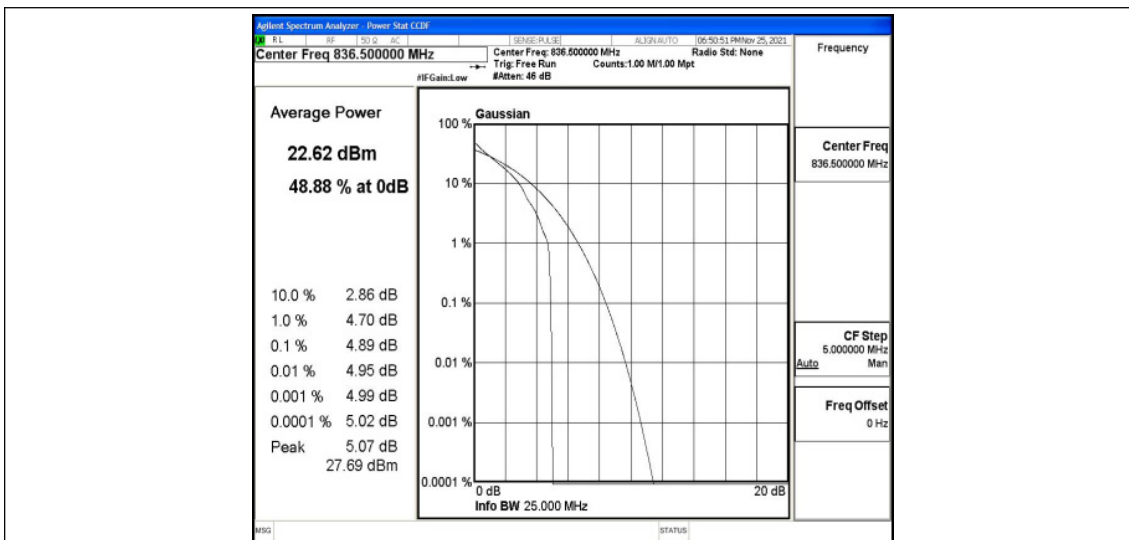 Agilent Spectrum Analyzer - Power Stat CCDF
RL RF 50 Ω AC SENSE:PULSE ALIGN AUTO 06:50:51 PM Nov 25, 2021
Center Freq 836.500000 MHz
Center Freq: 836.500000 MHz Radio Std: None
Trig: Free Run Counts:1.00 M/1.00 Mpt
#IFGain:Low #Atten: 46 dB
Frequency
Average Power
22.62 dBm
48.88 % at 0dB
10.0 % 2.86 dB
1.0 % 4.70 dB
0.1 % 4.89 dB
0.01 % 4.95 dB
0.001 % 4.99 dB
0.0001 % 5.02 dB
Peak 5.07 dB
27.69 dBm
Gaussian
100 %
10 %
1 %
0.1 %
0.01 %
0.001 %
0.0001 %
0 dB 20 dB
Info BW 25.000 MHz
Center Freq
836.500000 MHz
CF Step
5.000000 MHz
Auto Man
Freq Offset
0 Hz
MSG STATUS